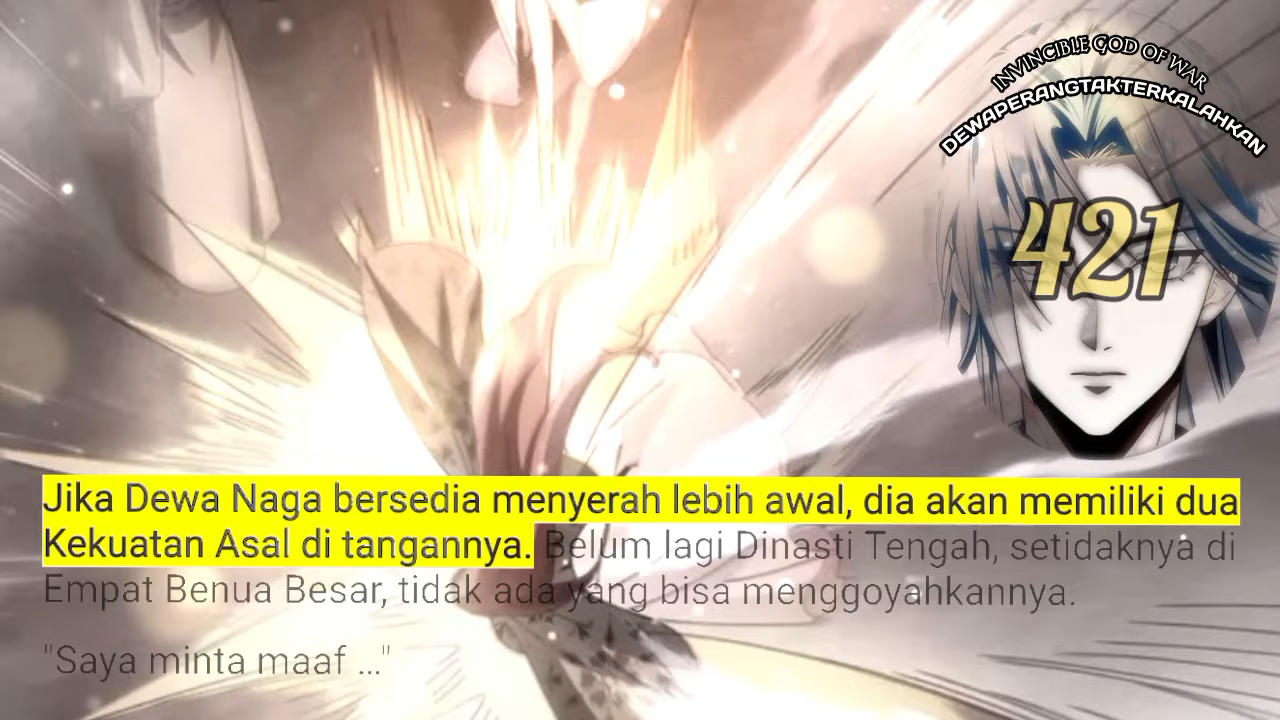 INVINCIBLE GOD OF WAR
DEWAPERANGTAKTERKALAHKAN
421
Jika Dewa Naga bersedia menyerah lebih awal, dia akan memiliki dua
Kekuatan Asal di tangannya. Belum lagi Dinasti Tengah, setidaknya di
Empat Benua Besar, tidak ada yang bisa menggoyahkannya.
"Saya minta maaf ..."